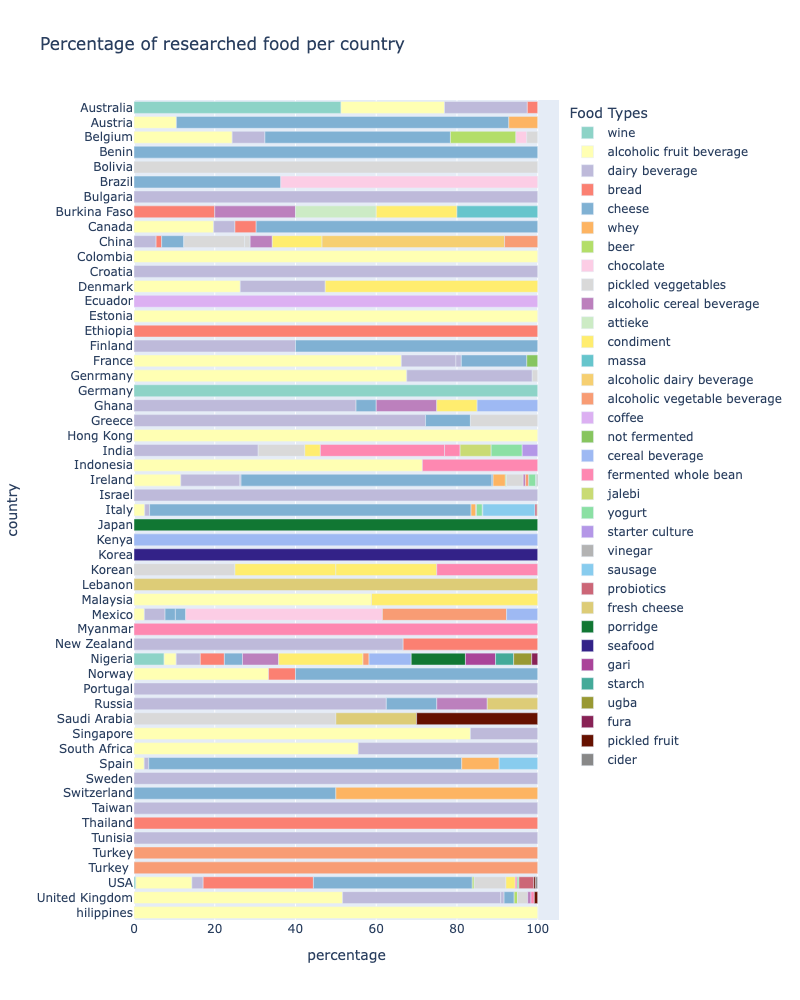 Percentage of researched food per country
Food Types
Australia
Austria
Belgium
Benin
Bolivia
Brazil
Bulgaria
Burkina Faso
Canada
China
Colombia
Croatia
Denmark
Ecuador
Estonia
Ethiopia
Finland
France
Genrmany
Germany
Ghana
Greece
Hong Kong
India
Indonesia
Ireland
Israel
Italy
Japan
Kenya
Korea
Korean
Lebanon
Malaysia
Mexico
Myanmar
New Zealand
Nigeria
Norway
Portugal
Russia
Saudi Arabia
Singapore
South Africa
Spain
Sweden
Switzerland
Taiwan
Thailand
Tunisia
Turkey
Turkey
USA
United Kingdom
hilippines
country
0 20 40 60 80 100
percentage
wine
alcoholic fruit beverage
dairy beverage
bread
cheese
whey
beer
chocolate
pickled veggetables
alcoholic cereal beverage
attieke
condiment
massa
alcoholic dairy beverage
alcoholic vegetable beverage
coffee
not fermented
cereal beverage
fermented whole bean
jalebi
yogurt
starter culture
vinegar
sausage
probiotics
fresh cheese
porridge
seafood
gari
starch
ugba
fura
pickled fruit
cider